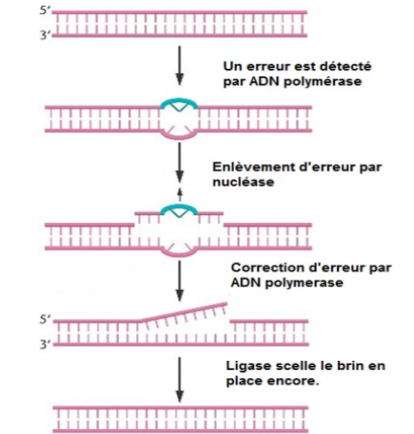 5'
3'
Un erreur est détecté
par ADN polymérase
Enlèvement d'erreur par
nucléase
Correction d'erreur par
ADN polymerase
5'
3'
Ligase scelle le brin en
place encore.